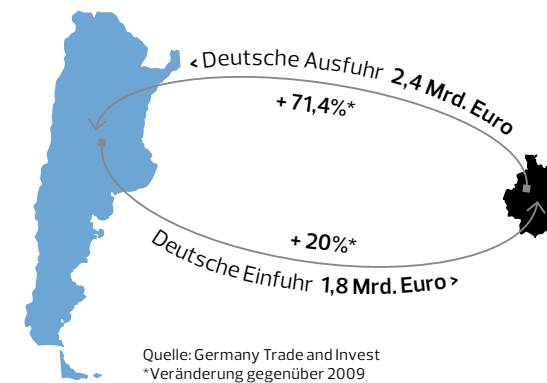 < Deutsche Ausfuhr 2,4 Mrd. Euro
+ 71,4%*
+ 20%*
Deutsche Einfuhr 1,8 Mrd. Euro >
Quelle: Germany Trade and Invest
*Veränderung gegenüber 2009